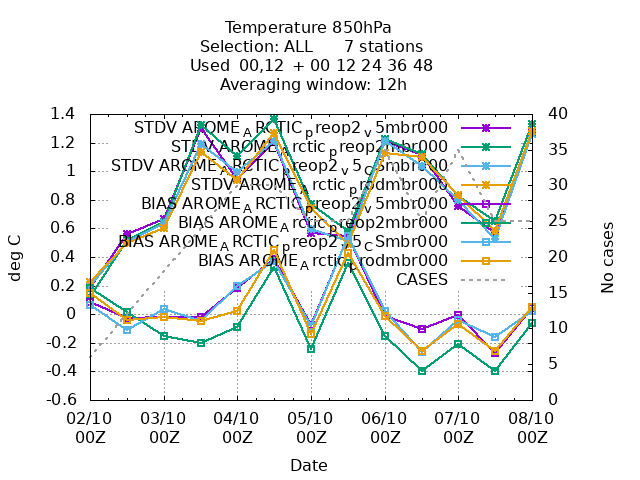 Temperature 850hPa
Selection: ALL 7 stations
Used 00,12 + 00 12 24 36 48
Averaging window: 12h
1.4
1.2
1
0.8
0.6
0.4
0.2
0
-0.2
-0.4
-0.6
deg C
STDV AROME_ARCTIC_preop2_v5mbr000
STDV AROME_Arctic_preop2mbr000
STDV AROME_ARCTIC_preop2_v5_CSmbr000
STDV AROME_Arctic_prodmbr000
BIAS AROME_ARCTIC_preop2_v5mbr000
BIAS AROME_Arctic_preop2mbr000
BIAS AROME_ARCTIC_preop2_v5_CSmbr000
BIAS AROME_Arctic_prodmbr000
CASES
40
35
30
25
20
15
10
5
0
No cases
02/10 03/10 04/10 05/10 06/10 07/10 08/10
00Z 00Z 00Z 00Z 00Z 00Z 00Z
Date